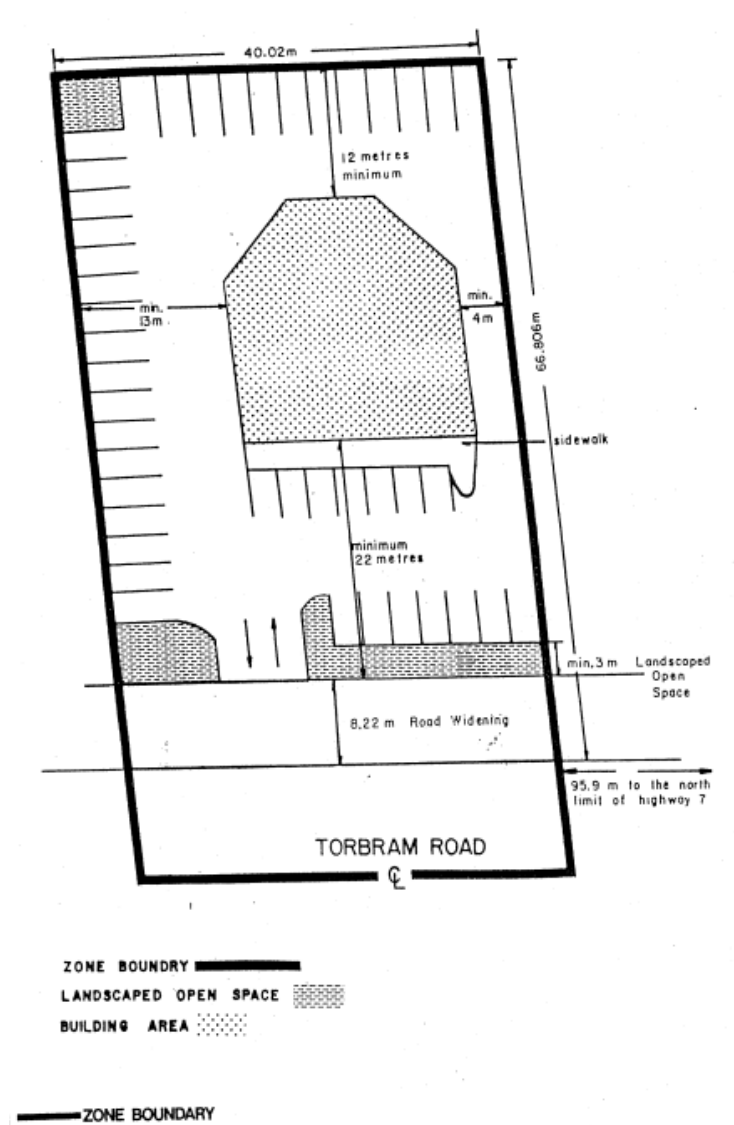 40.02m
12 metres
minimum
min.
13m
min.
4m
66.806m
sidewalk
minimum
22 metres
min. 3 m Landscaped
Open
Space
8.22 m Road Widening
95.9 m to the north
limit of highway 7
TORBRAM ROAD
℄
ZONE BOUNDRY
LANDSCAPED OPEN SPACE
BUILDING AREA
ZONE BOUNDARY